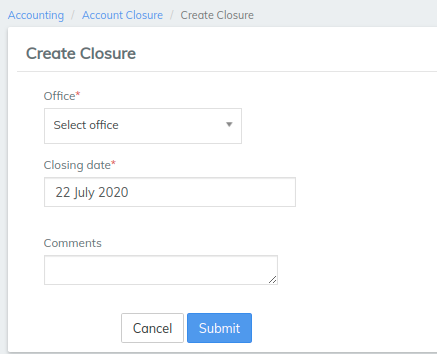 Accounting / Account Closure / Create Closure
Create Closure
Office*
Select office
Closing date*
22 July 2020
Comments
Cancel Submit